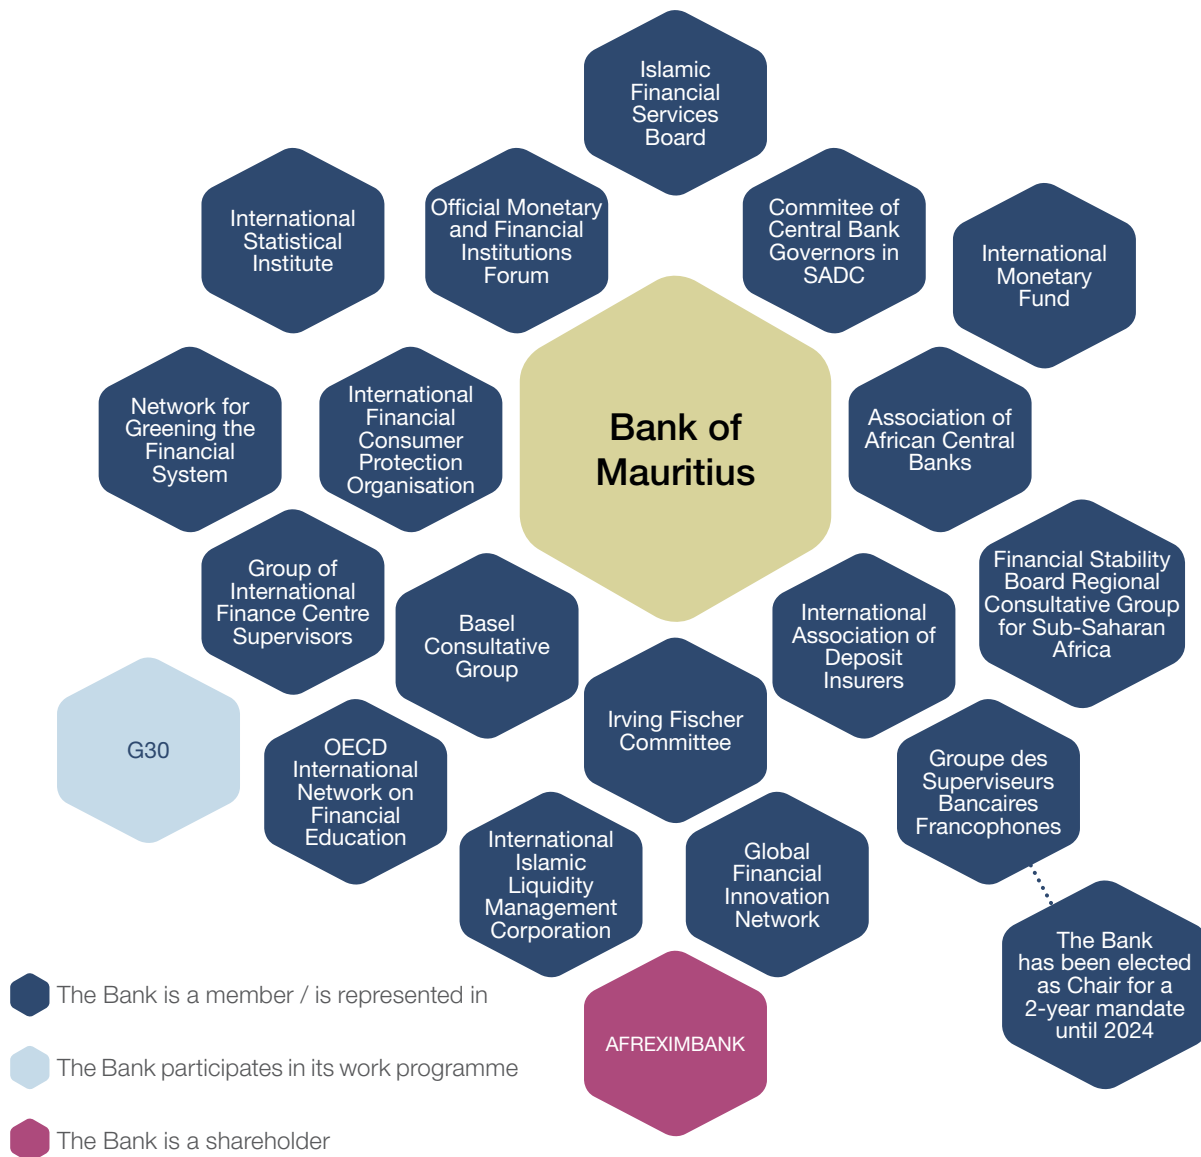 Islamic
Financial
Services
Board
International
Statistical
Institute
Official Monetary
and Financial
Institutions
Forum
Commitee of
Central Bank
Governors in
SADC
International
Monetary
Fund
Network for
Greening the
Financial
System
International
Financial
Consumer
Protection
Organisation
Bank of
Mauritius
Association of
African Central
Banks
Group of
International
Finance Centre
Supervisors
Basel
Consultative
Group
International
Association of
Deposit
Insurers
Financial Stability
Board Regional
Consultative Group
for Sub-Saharan
Africa
G30
OECD
International
Network on
Financial
Education
Irving Fischer
Committee
Groupe des
Superviseurs
Bancaires
Francophones
International
Islamic
Liquidity
Management
Corporation
Global
Financial
Innovation
Network
The Bank
has been elected
as Chair for a
2-year mandate
until 2024
AFREXIMBANK
The Bank is a member / is represented in
The Bank participates in its work programme
The Bank is a shareholder